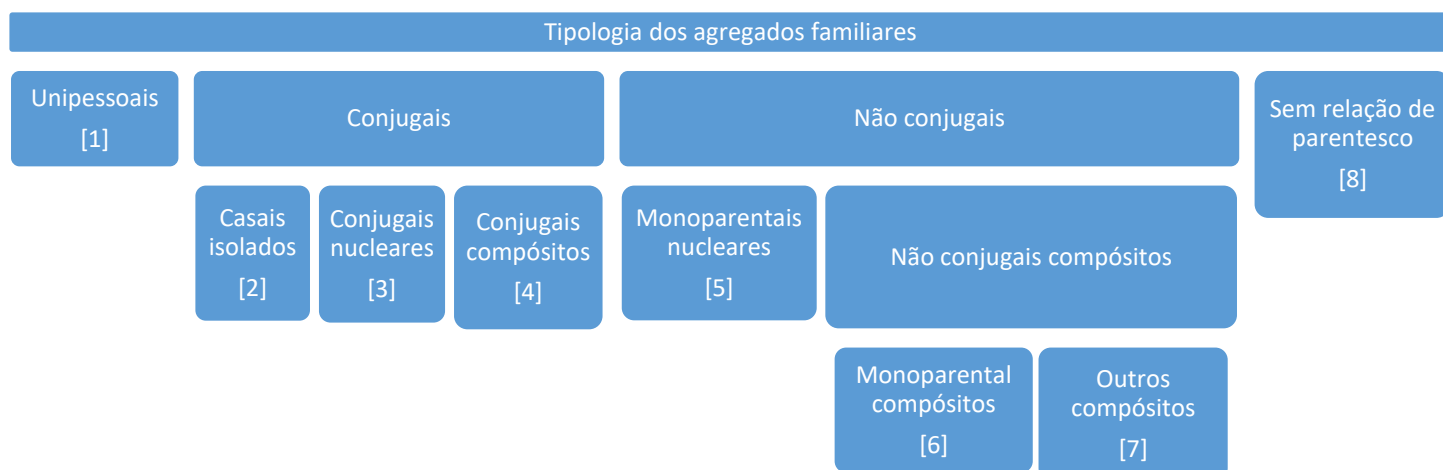 Tipologia dos agregados familiares
Unipessoais
[1]
Conjugais
Não conjugais
Sem relação de
parentesco
[8]
Casais
isolados
[2]
Conjugais
nucleares
[3]
Conjugais
compósitos
[4]
Monoparentais
nucleares
[5]
Não conjugais compósitos
Monoparental
compósitos
[6]
Outros
compósitos
[7]